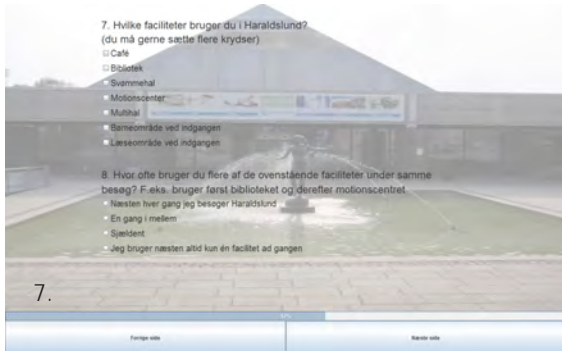 7. Hvilke faciliteter bruger du i Haraldslund?
(du må gerne sætte flere krydser)
Café
Bibliotek
Svømmehal
Motionscenter
Multihal
Børneområde ved indgangen
Læseområde ved indgangen
8. Hvor ofte bruger du flere af de ovenstående faciliteter under samme
besøg? F.eks. bruger først biblioteket og derefter motionscentret
Næsten hver gang jeg besøger Haraldslund
En gang i mellem
Sjældent
Jeg bruger næsten altid kun én facilitet ad gangen
7.
Forrige side
Næste side